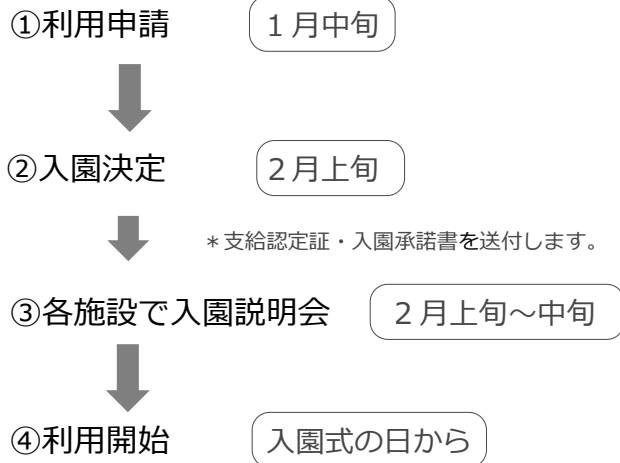 ①利用申請 1月中旬
②入園決定 2月上旬
＊支給認定証・入園承諾書を送付します。
③各施設で入園説明会 2月上旬～中旬
④利用開始 入園式の日から